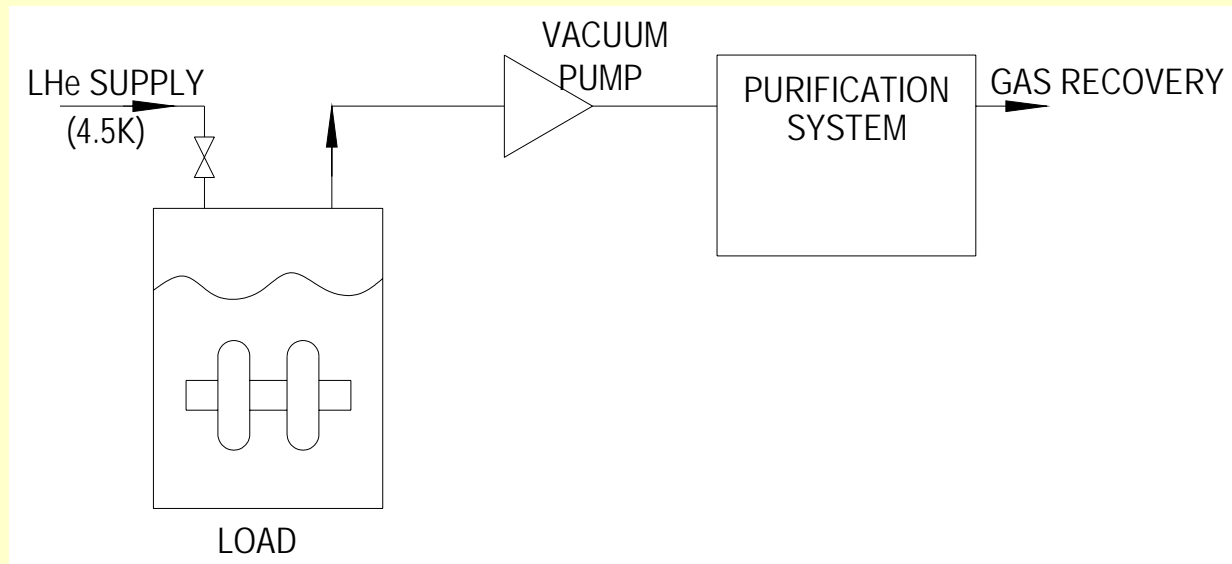 LHe SUPPLY
(4.5K)
VACUUM
PUMP
PURIFICATION
SYSTEM
GAS RECOVERY
LOAD